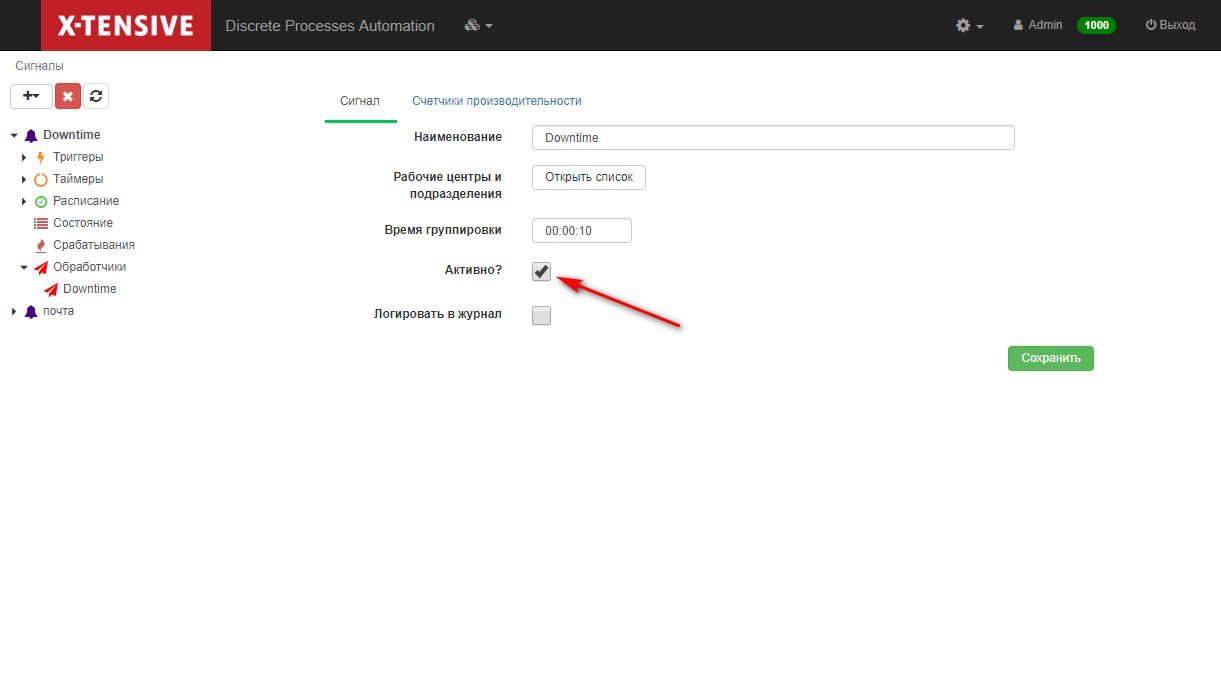 X-TENSIVE Discrete Processes Automation Admin 1000 Выход
Сигналы
Сигнал Счетчики производительности
Downtime
Триггеры
Таймеры
Расписание
Состояние
Срабатывания
Обработчики
Downtime
почта
Наименование Downtime
Рабочие центры и
подразделения
Открыть список
Время группировки 00:00:10
Активно?
Логировать в журнал
Сохранить